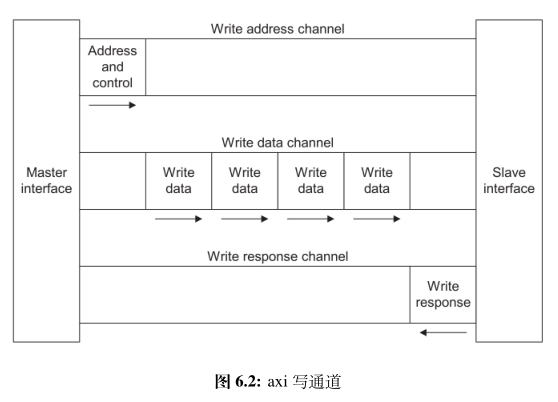 Write address channel
Address
and
control
Write data channel
Master
interface
Write
data
Write
data
Write
data
Write
data
Slave
interface
Write response channel
Write
response
图 6.2: axi 写通道